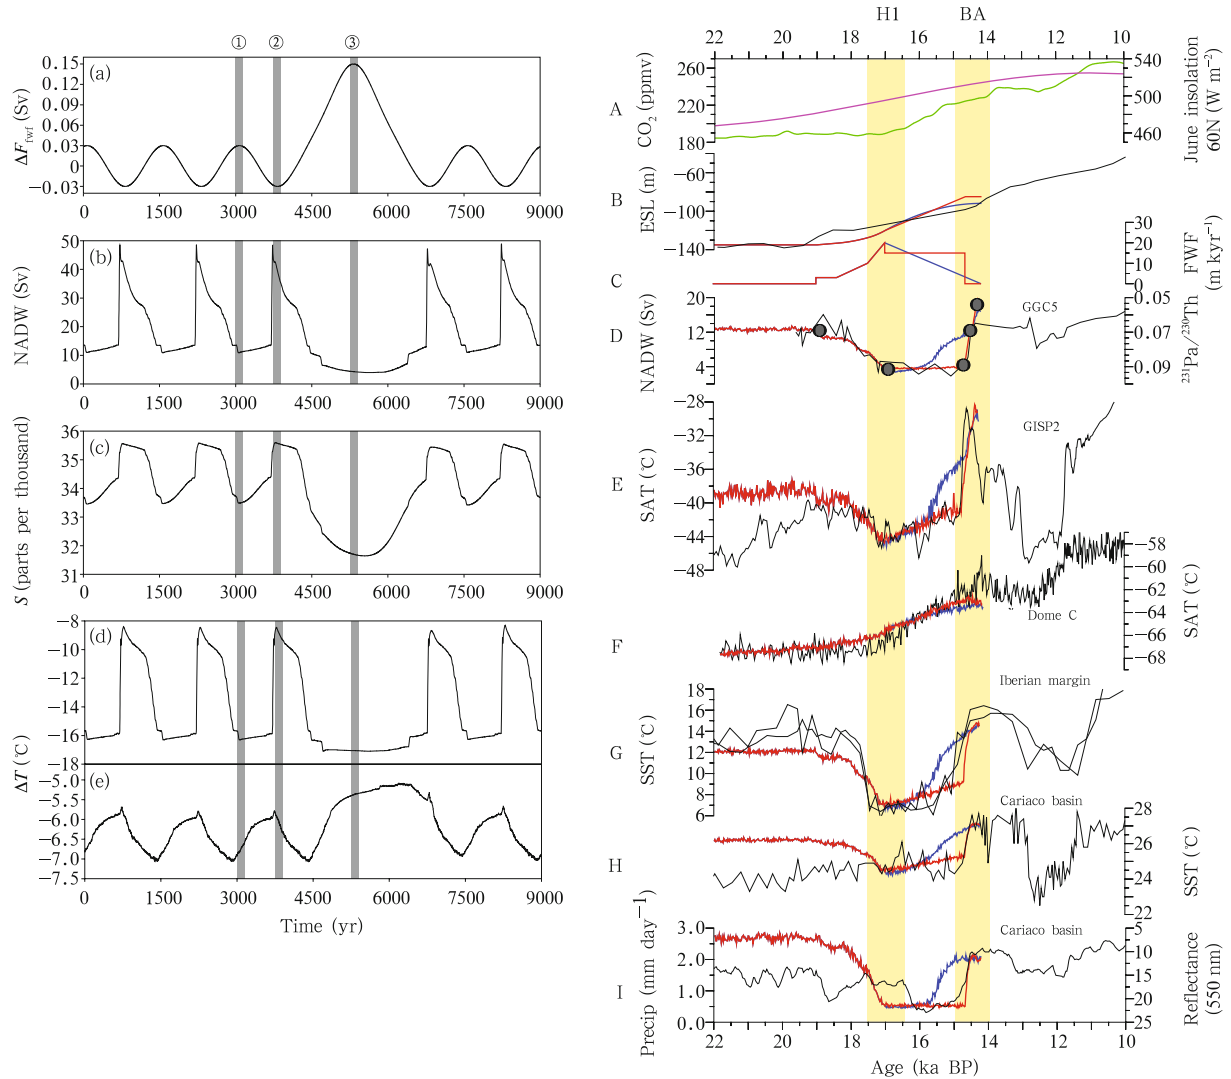 ① ② ③
(a)
ΔF_fwf (Sv)
0.15
0.12
0.09
0.06
0.03
0
−0.03
0 1500 3000 4500 6000 7500 9000
(b)
NADW (Sv)
50
40
30
20
10
0
0 1500 3000 4500 6000 7500 9000
(c)
S (parts per thousand)
36
35
34
33
32
31
0 1500 3000 4500 6000 7500 9000
(d)
ΔT (℃)
−8
−10
−12
−14
−16
−18
(e)
−5.0
−5.5
−6.0
−6.5
−7.0
−7.5
0 1500 3000 4500 6000 7500 9000
Time (yr)
H1 BA
22 20 18 16 14 12 10
A
CO₂ (ppmv)
260
220
180
540
500
460
June insolation
60N (W m⁻²)
B
ESL (m)
−60
−100
−140
C
30
20
10
0
FWF
(m kyr⁻¹)
D
NADW (Sv)
20
12
4
GGC5
0.05
0.07
0.09
²³¹Pa/²³⁰Th
E
SAT (℃)
−28
−32
−36
−40
−44
−48
GISP2
F
Dome C
−58
−60
−62
−64
−66
−68
SAT (℃)
G
SST (℃)
18
16
14
12
10
8
6
Iberian margin
H
Cariaco basin
28
26
24
22
SST (℃)
I
Precip (mm day⁻¹)
3.0
2.0
1.0
0.0
Cariaco basin
5
10
15
20
25
Reflectance
(550 nm)
22 20 18 16 14 12 10
Age (ka BP)